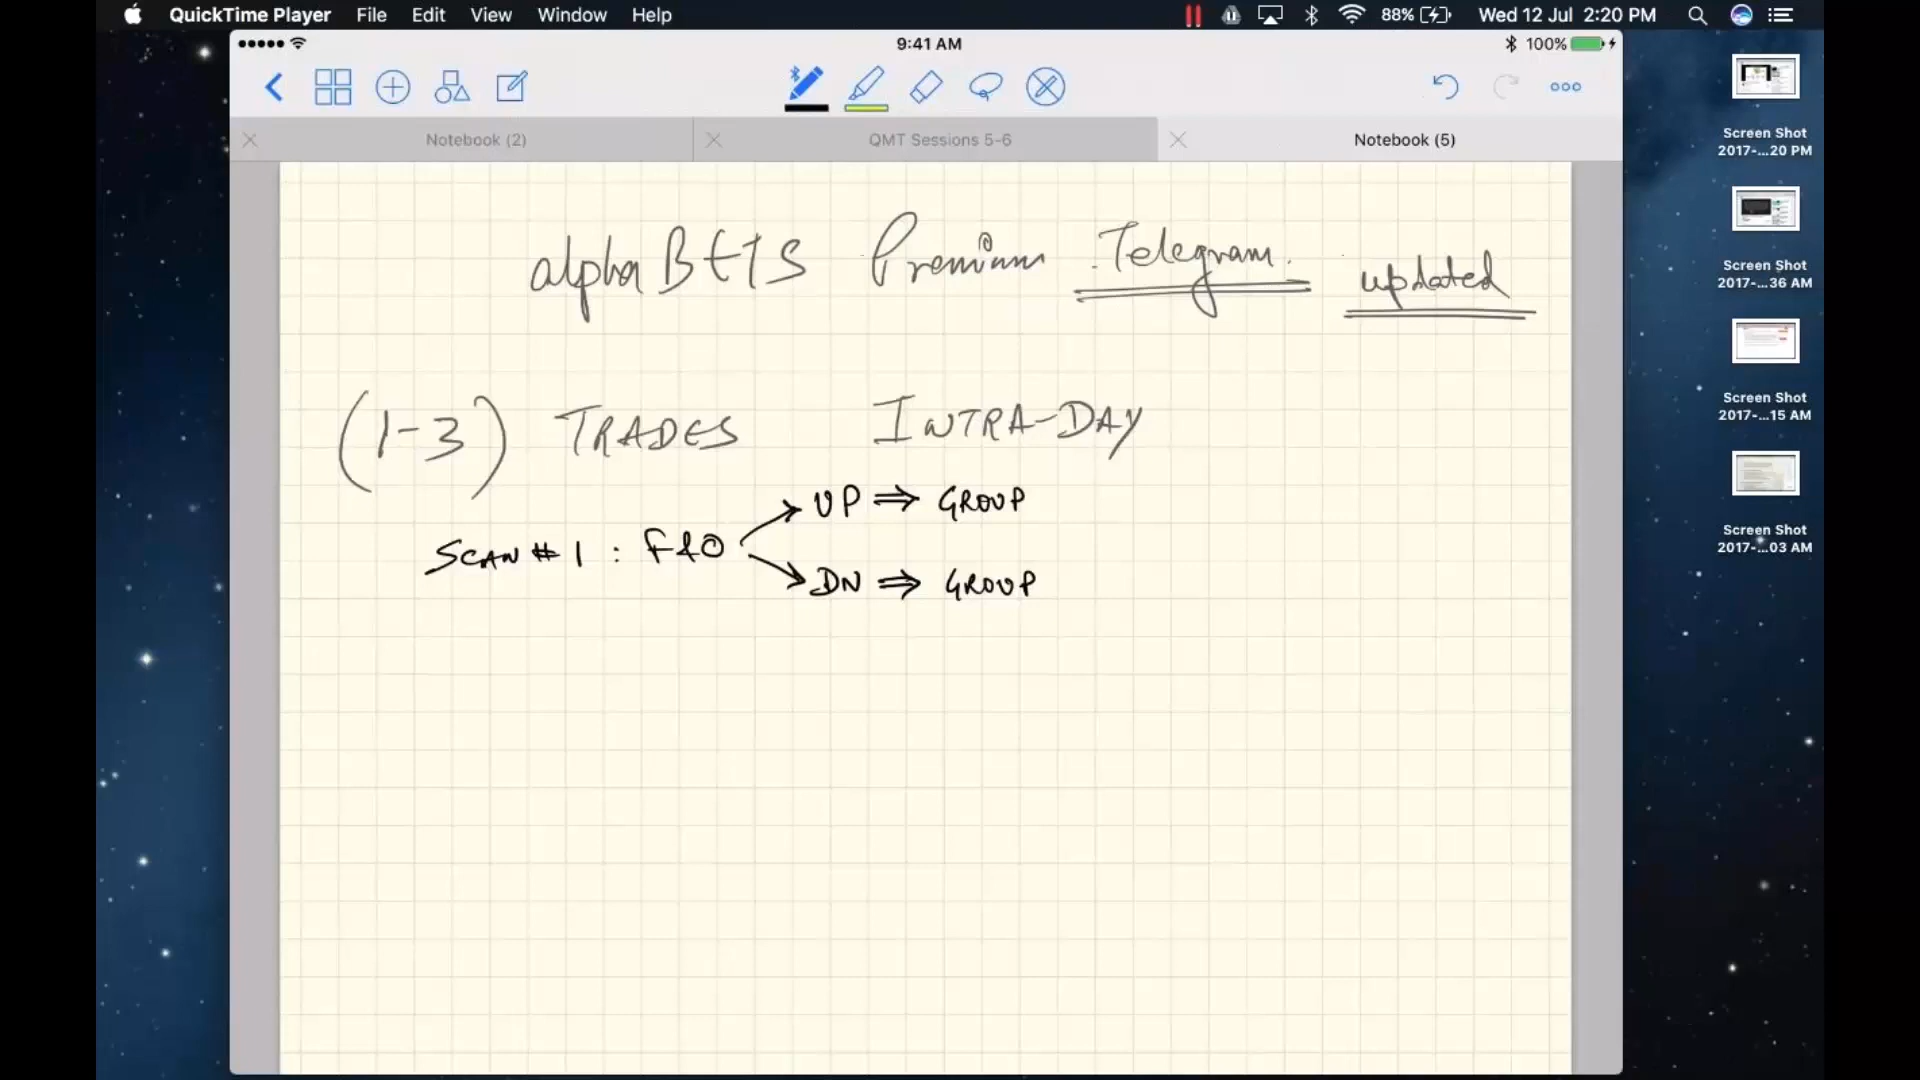 QuickTime Player File Edit View Window Help 88% Wed 12 Jul 2:20 PM
9:41 AM 100%
Notebook (2) QMT Sessions 5-6 Notebook (5)
alphaBETS Premium Telegram updated
(1-3) TRADES INTRA-DAY
UP ⇒ GROUP
SCAN # 1 : F&O
DN ⇒ GROUP
Screen Shot
2017-...20 PM
Screen Shot
2017-...36 AM
Screen Shot
2017-...15 AM
Screen Shot
2017-...03 AM